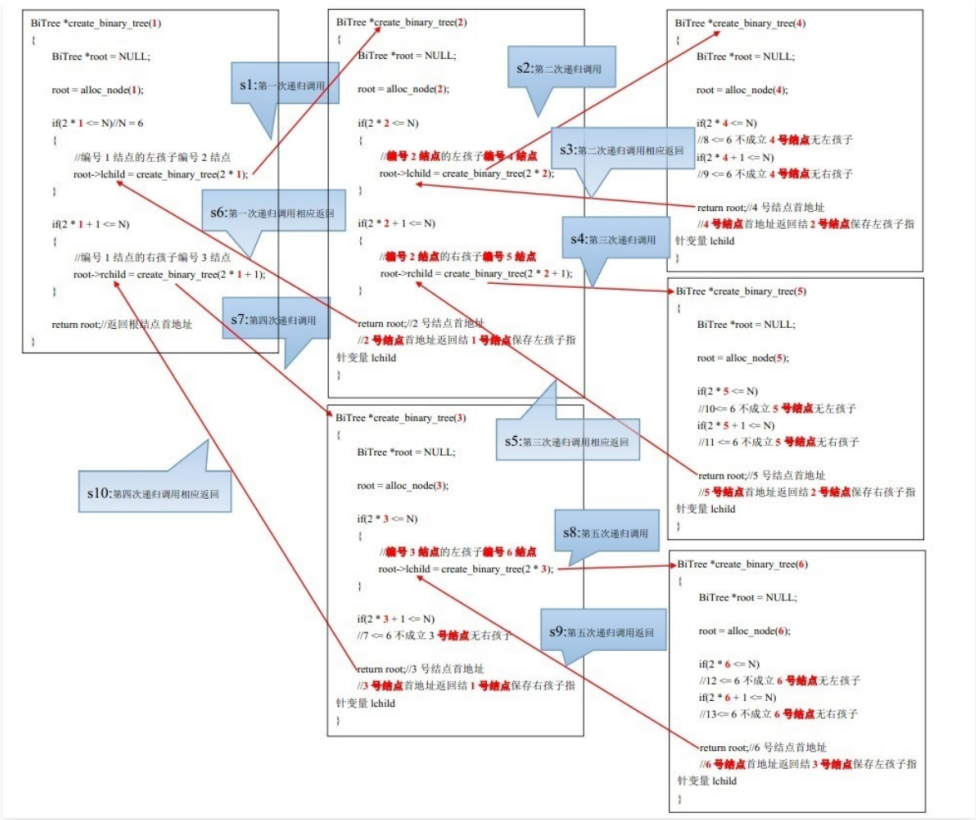 BiTree *create_binary_tree(1)
{
BiTree *root = NULL;
root = alloc_node(1);
if(2 * 1 <= N)//N = 6
{
//编号 1 结点的左孩子编号 2 结点
root->lchild = create_binary_tree(2 * 1);
}
if(2 * 1 + 1 <= N)
{
//编号 1 结点的右孩子编号 3 结点
root->rchild = create_binary_tree(2 * 1 + 1);
}
return root;//返回根结点首地址
}
s1:第一次递归调用
s6:第一次递归调用相应返回
s7:第四次递归调用
s10:第四次递归调用相应返回
BiTree *create_binary_tree(2)
{
BiTree *root = NULL;
root = alloc_node(2);
if(2 * 2 <= N)
{
//编号 2 结点的左孩子编号 4 结点
root->lchild = create_binary_tree(2 * 2);
}
if(2 * 2 + 1 <= N)
{
//编号 2 结点的右孩子编号 5 结点
root->rchild = create_binary_tree(2 * 2 + 1);
}
return root;//2 号结点首地址
//2 号结点首地址返回结 1 号结点保存左孩子指
针变量 lchild
}
s2:第二次递归调用
s3:第二次递归调用相应返回
s4:第三次递归调用
s5:第三次递归调用相应返回
BiTree *create_binary_tree(3)
{
BiTree *root = NULL;
root = alloc_node(3);
if(2 * 3 <= N)
{
//编号 3 结点的左孩子编号 6 结点
root->lchild = create_binary_tree(2 * 3);
}
if(2 * 3 + 1 <= N)
//7 <= 6 不成立 3 号结点无右孩子
return root;//3 号结点首地址
//3 号结点首地址返回结 1 号结点保存右孩子指
针变量 lchild
}
s8:第五次递归调用
s9:第五次递归调用返回
BiTree *create_binary_tree(4)
{
BiTree *root = NULL;
root = alloc_node(4);
if(2 * 4 <= N)
//8 <= 6 不成立 4 号结点无左孩子
if(2 * 4 + 1 <= N)
//9 <= 6 不成立 4 号结点无右孩子
return root;//4 号结点首地址
//4 号结点首地址返回结 2 号结点保存左孩子指
针变量 lchild
}
BiTree *create_binary_tree(5)
{
BiTree *root = NULL;
root = alloc_node(5);
if(2 * 5 <= N)
//10<= 6 不成立 5 号结点无左孩子
if(2 * 5 + 1 <= N)
//11 <= 6 不成立 5 号结点无右孩子
return root;//5 号结点首地址
//5 号结点首地址返回结 2 号结点保存右孩子指
针变量 lchild
}
BiTree *create_binary_tree(6)
{
BiTree *root = NULL;
root = alloc_node(6);
if(2 * 6 <= N)
//12 <= 6 不成立 6 号结点无左孩子
if(2 * 6 + 1 <= N)
//13<= 6 不成立 6 号结点无右孩子
return root;//6 号结点首地址
//6 号结点首地址返回结 3 号结点保存左孩子指
针变量 lchild
}